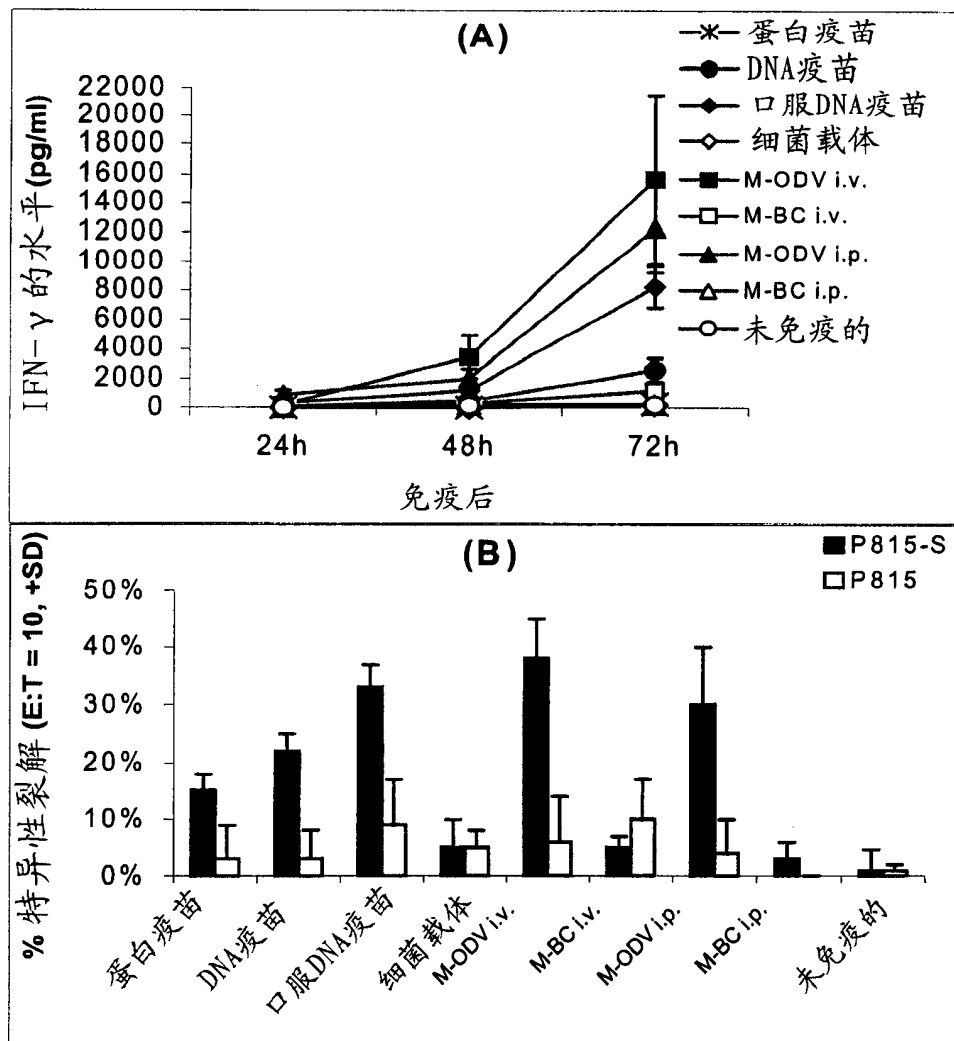 (A)
IFN-γ的水平(pg/ml)
22000
20000
18000
16000
14000
12000
10000
8000
6000
4000
2000
0
24h
48h
72h
免疫后
蛋白疫苗
DNA疫苗
口服DNA疫苗
细菌载体
M-ODV i.v.
M-BC i.v.
M-ODV i.p.
M-BC i.p.
未免疫的
(B)
% 特异性裂解 (E:T = 10, +SD)
P815-S
P815
50%
40%
30%
20%
10%
0%
蛋白疫苗
DNA疫苗
口服DNA疫苗
细菌载体
M-ODV i.v.
M-BC i.v.
M-ODV i.p.
M-BC i.p.
未免疫的